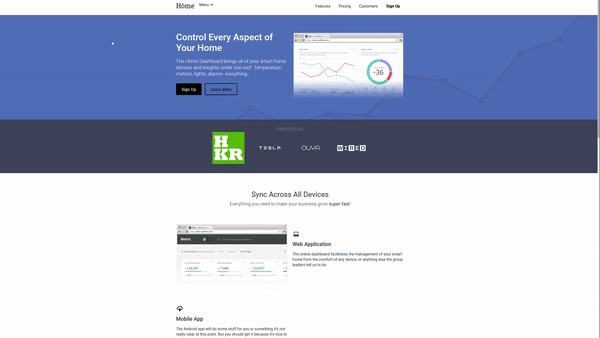 Höme
Menu
Features
Pricing
Customers
Sign Up
Control Every Aspect of
Your Home
The Höme Dashboard brings all of your smart home
devices and insights under one roof. Temperature
metrics, lights, alarms- everything.
Sign Up
Learn More
+36
HKR
TESLA
OUYA
WIRED
Sync Across All Devices
Everything you need to make your business grow super fast!
Metric
Web Application
The online dashboard facilitates the management of your smart
home from the comfort of any device, or anything else the group
leaders tell us to do.
Mobile App
The Android app will do some stuff for you or something it's not
really clear at this point. But you should get it because it's nice to